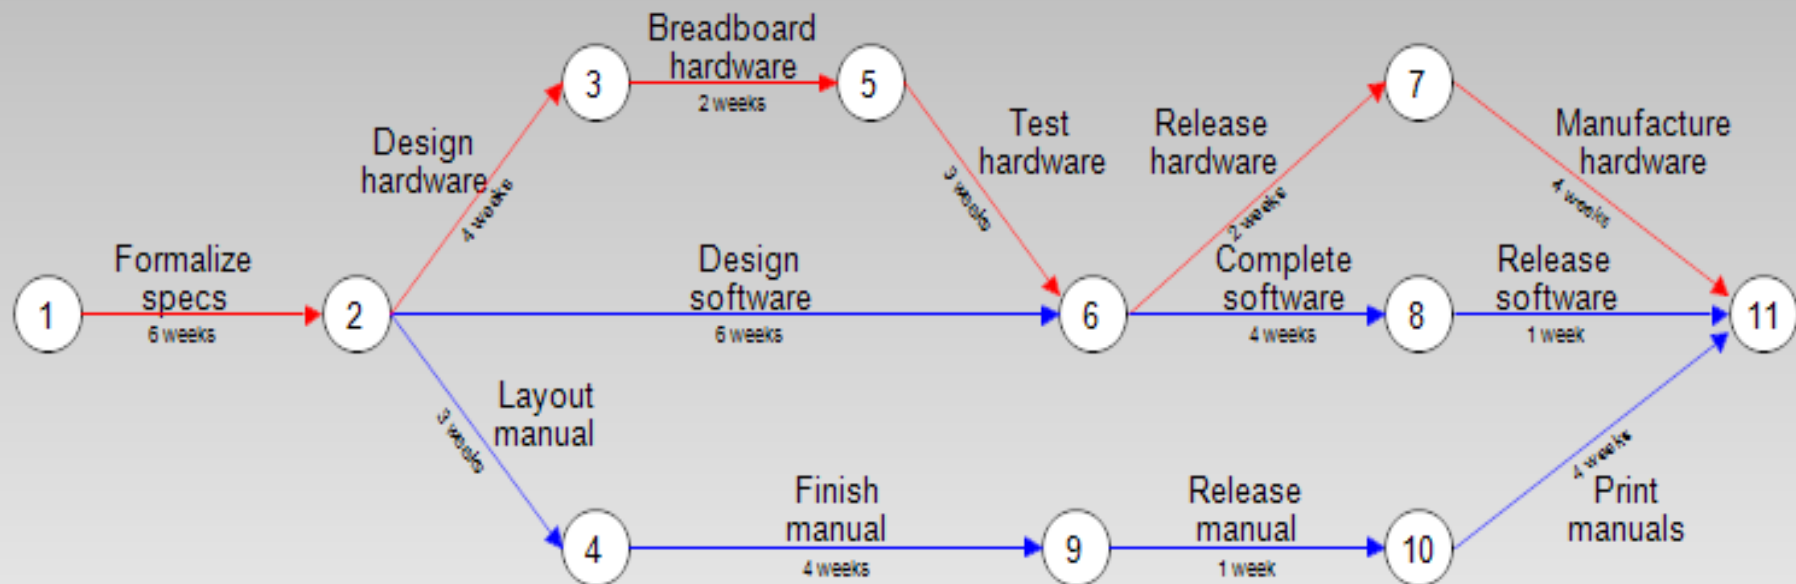 Breadboard
hardware
2 weeks
3
5
7
Design
hardware
4 weeks
Test
hardware
3 weeks
Release
hardware
2 weeks
Manufacture
hardware
4 weeks
Formalize
specs
6 weeks
1
2
Design
software
6 weeks
6
Complete
software
4 weeks
8
Release
software
1 week
11
Layout
manual
3 weeks
4
Finish
manual
4 weeks
9
Release
manual
1 week
10
4 weeks
Print
manuals